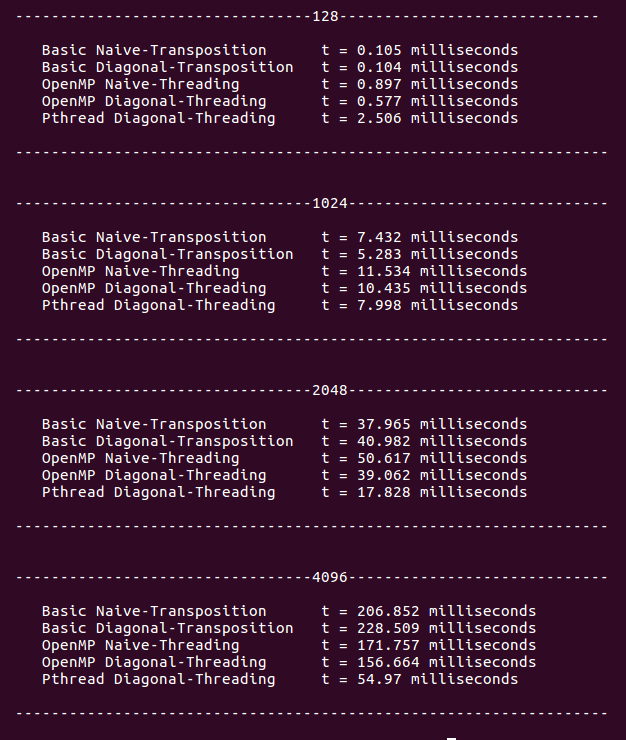 ---------------------------------128-----------------------------
Basic Naive-Transposition t = 0.105 milliseconds
Basic Diagonal-Transposition t = 0.104 milliseconds
OpenMP Naive-Threading t = 0.897 milliseconds
OpenMP Diagonal-Threading t = 0.577 milliseconds
Pthread Diagonal-Threading t = 2.506 milliseconds
------------------------------------------------------------------
---------------------------------1024-----------------------------
Basic Naive-Transposition t = 7.432 milliseconds
Basic Diagonal-Transposition t = 5.283 milliseconds
OpenMP Naive-Threading t = 11.534 milliseconds
OpenMP Diagonal-Threading t = 10.435 milliseconds
Pthread Diagonal-Threading t = 7.998 milliseconds
------------------------------------------------------------------
---------------------------------2048-----------------------------
Basic Naive-Transposition t = 37.965 milliseconds
Basic Diagonal-Transposition t = 40.982 milliseconds
OpenMP Naive-Threading t = 50.617 milliseconds
OpenMP Diagonal-Threading t = 39.062 milliseconds
Pthread Diagonal-Threading t = 17.828 milliseconds
------------------------------------------------------------------
---------------------------------4096-----------------------------
Basic Naive-Transposition t = 206.852 milliseconds
Basic Diagonal-Transposition t = 228.509 milliseconds
OpenMP Naive-Threading t = 171.757 milliseconds
OpenMP Diagonal-Threading t = 156.664 milliseconds
Pthread Diagonal-Threading t = 54.97 milliseconds
------------------------------------------------------------------